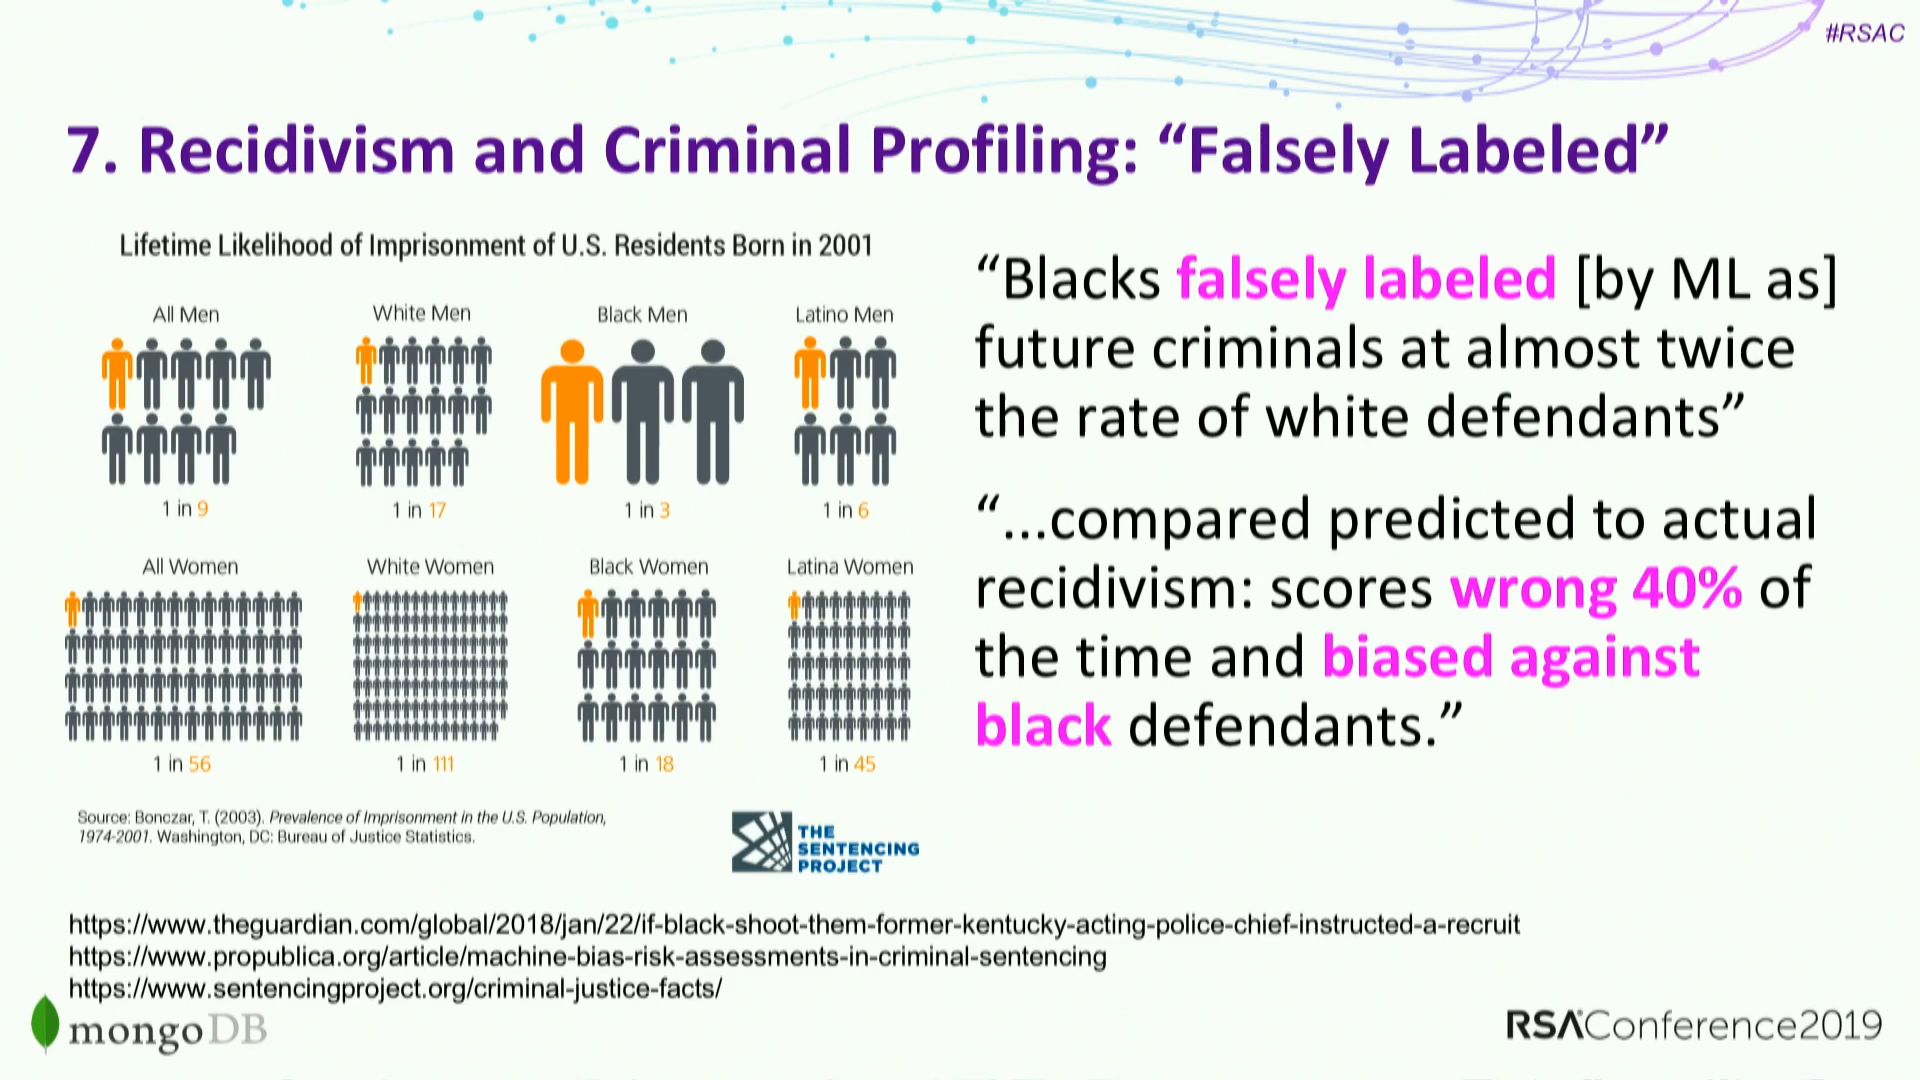 #RSAC
7. Recidivism and Criminal Profiling: “Falsely Labeled”
Lifetime Likelihood of Imprisonment of U.S. Residents Born in 2001
All Men
White Men
Black Men
Latino Men
1 in 9
1 in 17
1 in 3
1 in 6
All Women
White Women
Black Women
Latina Women
1 in 56
1 in 111
1 in 18
1 in 45
Source: Bonczar, T. (2003). Prevalence of Imprisonment in the U.S. Population,
1974-2001. Washington, DC: Bureau of Justice Statistics.
THE
SENTENCING
PROJECT
“Blacks falsely labeled [by ML as]
future criminals at almost twice
the rate of white defendants”
“...compared predicted to actual
recidivism: scores wrong 40% of
the time and biased against
black defendants.”
https://www.theguardian.com/global/2018/jan/22/if-black-shoot-them-former-kentucky-acting-police-chief-instructed-a-recruit
https://www.propublica.org/article/machine-bias-risk-assessments-in-criminal-sentencing
https://www.sentencingproject.org/criminal-justice-facts/
mongoDB
RSAConference2019